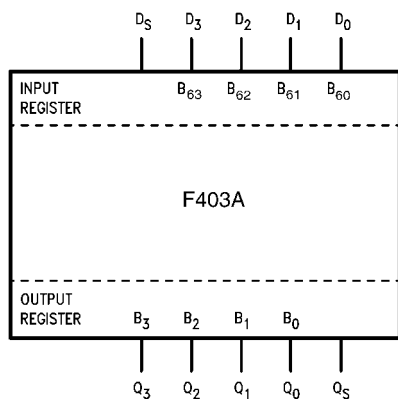 D_S D_3 D_2 D_1 D_0
INPUT REGISTER
B_63 B_62 B_61 B_60
F403A
OUTPUT REGISTER
B_3 B_2 B_1 B_0
Q_3 Q_2 Q_1 Q_0 Q_S